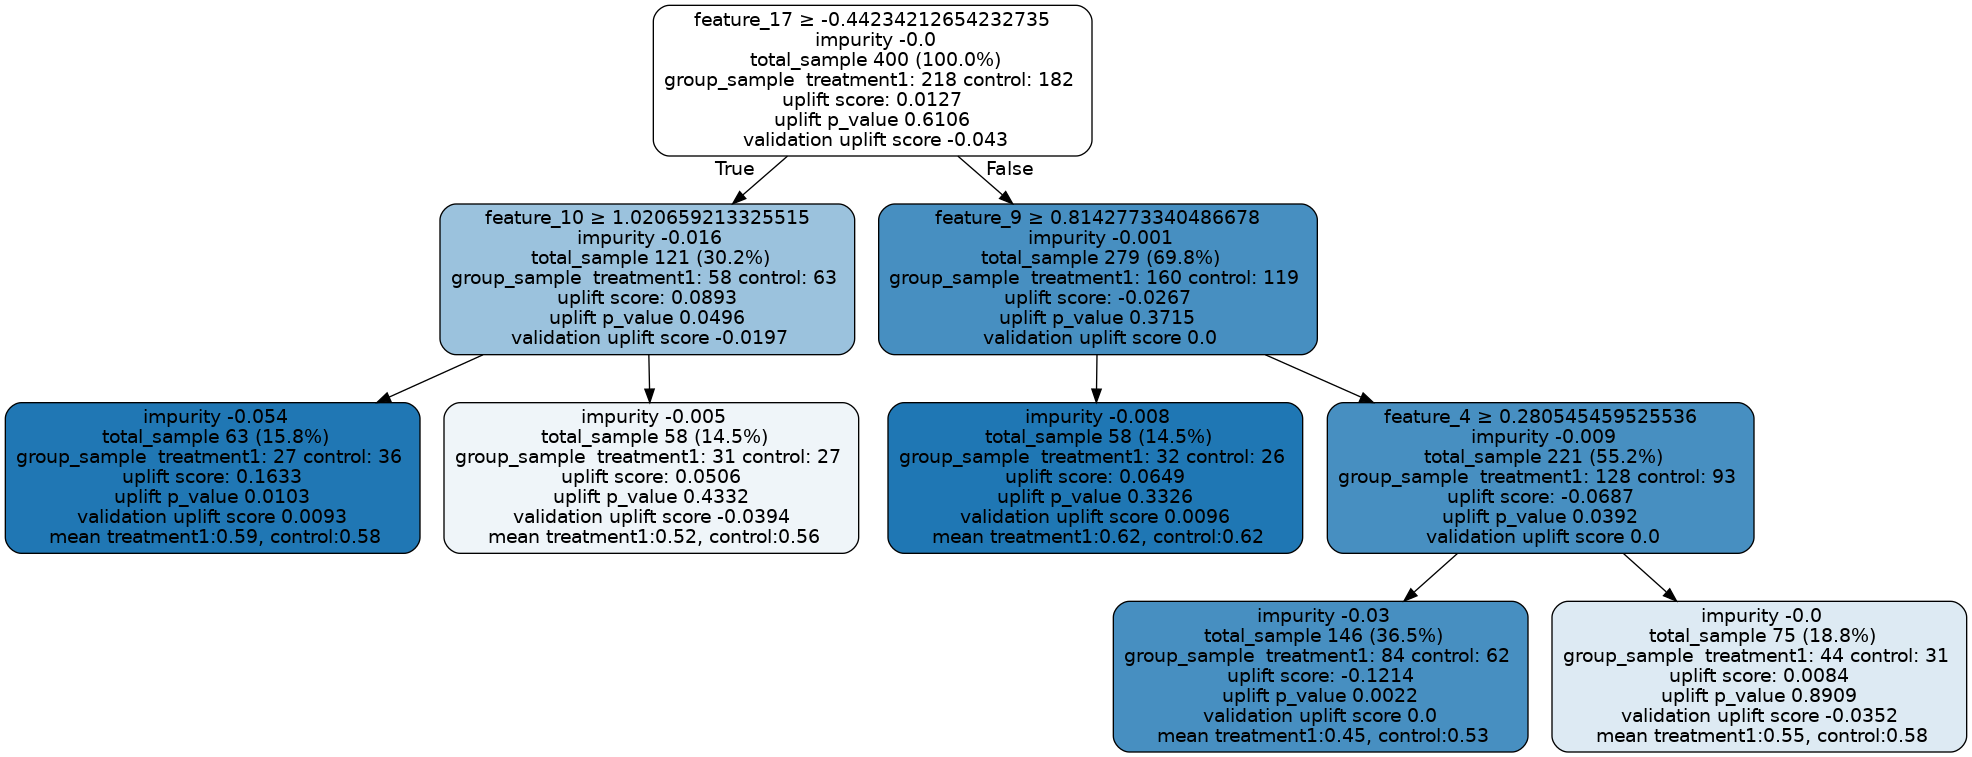 feature_17 ≥ -0.44234212654232735
impurity -0.0
total_sample 400 (100.0%)
group_sample  treatment1: 218 control: 182
uplift score: 0.0127
uplift p_value 0.6106
validation uplift score -0.043
True
False
feature_10 ≥ 1.020659213325515
impurity -0.016
total_sample 121 (30.2%)
group_sample  treatment1: 58 control: 63
uplift score: 0.0893
uplift p_value 0.0496
validation uplift score -0.0197
feature_9 ≥ 0.8142773340486678
impurity -0.001
total_sample 279 (69.8%)
group_sample  treatment1: 160 control: 119
uplift score: -0.0267
uplift p_value 0.3715
validation uplift score 0.0
impurity -0.054
total_sample 63 (15.8%)
group_sample  treatment1: 27 control: 36
uplift score: 0.1633
uplift p_value 0.0103
validation uplift score 0.0093
mean treatment1:0.59, control:0.58
impurity -0.005
total_sample 58 (14.5%)
group_sample  treatment1: 31 control: 27
uplift score: 0.0506
uplift p_value 0.4332
validation uplift score -0.0394
mean treatment1:0.52, control:0.56
impurity -0.008
total_sample 58 (14.5%)
group_sample  treatment1: 32 control: 26
uplift score: 0.0649
uplift p_value 0.3326
validation uplift score 0.0096
mean treatment1:0.62, control:0.62
feature_4 ≥ 0.280545459525536
impurity -0.009
total_sample 221 (55.2%)
group_sample  treatment1: 128 control: 93
uplift score: -0.0687
uplift p_value 0.0392
validation uplift score 0.0
impurity -0.03
total_sample 146 (36.5%)
group_sample  treatment1: 84 control: 62
uplift score: -0.1214
uplift p_value 0.0022
validation uplift score 0.0
mean treatment1:0.45, control:0.53
impurity -0.0
total_sample 75 (18.8%)
group_sample  treatment1: 44 control: 31
uplift score: 0.0084
uplift p_value 0.8909
validation uplift score -0.0352
mean treatment1:0.55, control:0.58